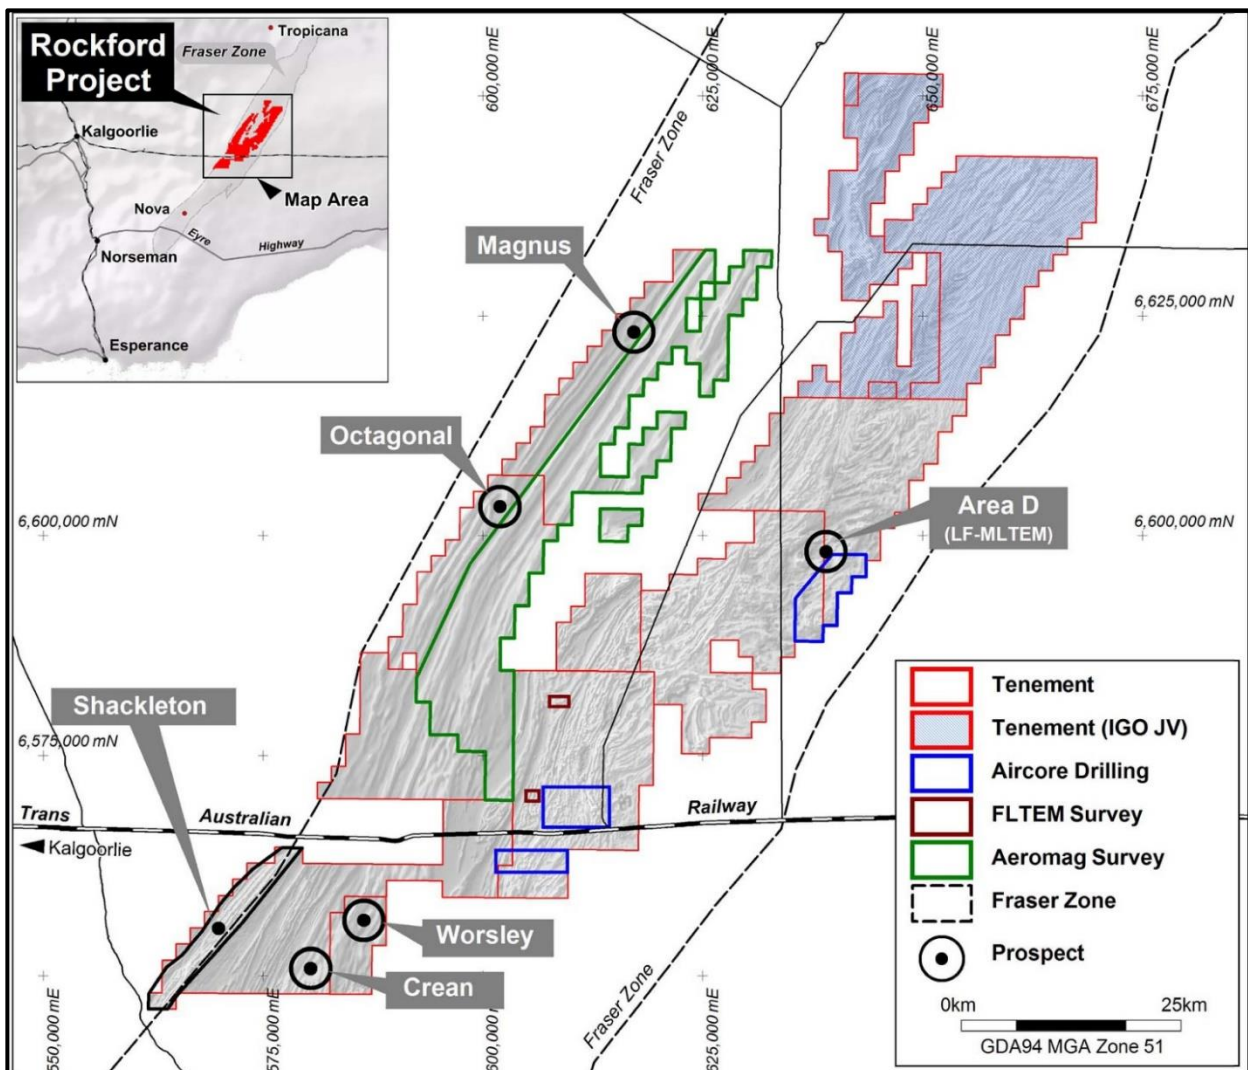 Rockford
Project
Tropicana
Fraser Zone
Kalgoorlie
Map Area
Nova
Eyre
Highway
Norseman
Esperance
600,000 mE
625,000 mE
650,000 mE
675,000 mE
Fraser Zone
Magnus
6,625,000 mN
Octagonal
6,600,000 mN
Area D
(LF-MLTEM)
6,600,000 mN
Shackleton
6,575,000 mN
Trans
Australian
Railway
Kalgoorlie
Worsley
Crean
Fraser Zone
550,000 mE
575,000 mE
600,000 mE
625,000 mE
Tenement
Tenement (IGO JV)
Aircore Drilling
FLTEM Survey
Aeromag Survey
Fraser Zone
Prospect
0km
25km
GDA94 MGA Zone 51